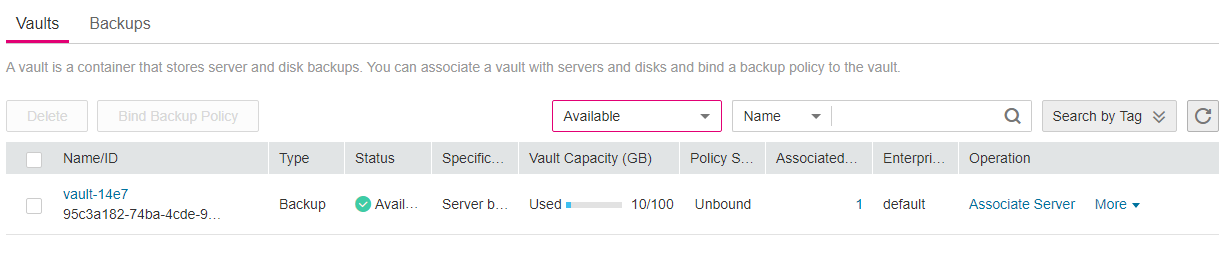 Vaults Backups
A vault is a container that stores server and disk backups. You can associate a vault with servers and disks and bind a backup policy to the vault.
Delete Bind Backup Policy Available Name Search by Tag
Name/ID Type Status Specific... Vault Capacity (GB) Policy S... Associated... Enterpri... Operation
vault-14e7
95c3a182-74ba-4cde-9... Backup Avail... Server b... Used 10/100 Unbound 1 default Associate Server More